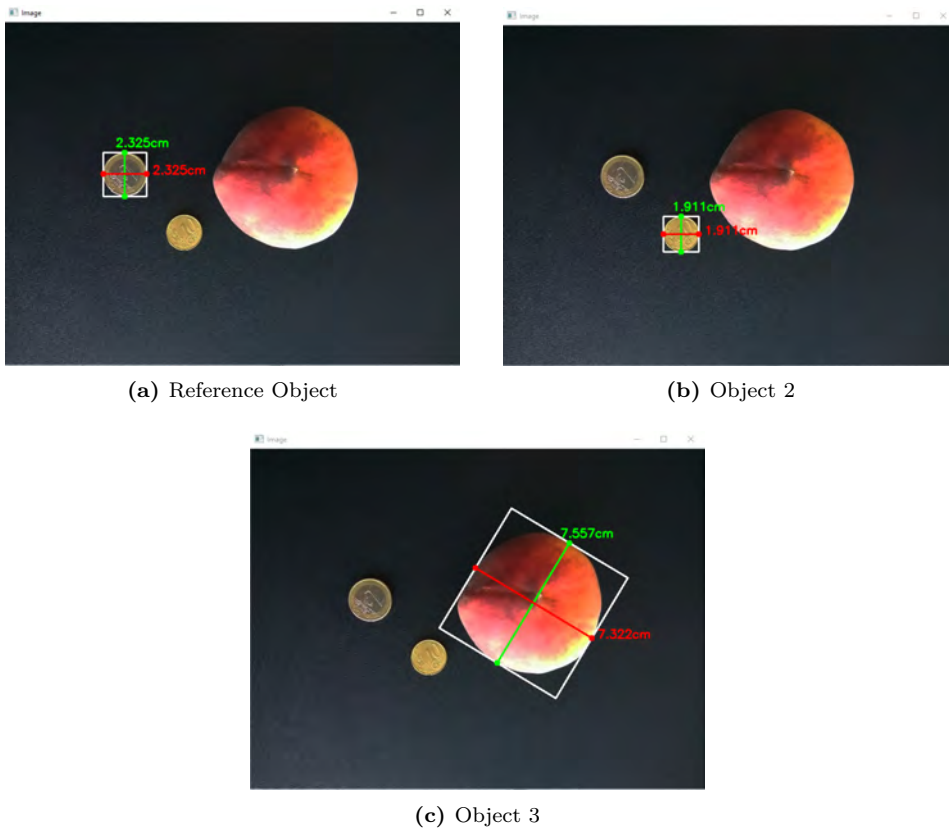 Image
2.325cm
2.325cm
(a) Reference Object
Image
1.911cm
1.911cm
(b) Object 2
Image
7.557cm
7.322cm
(c) Object 3